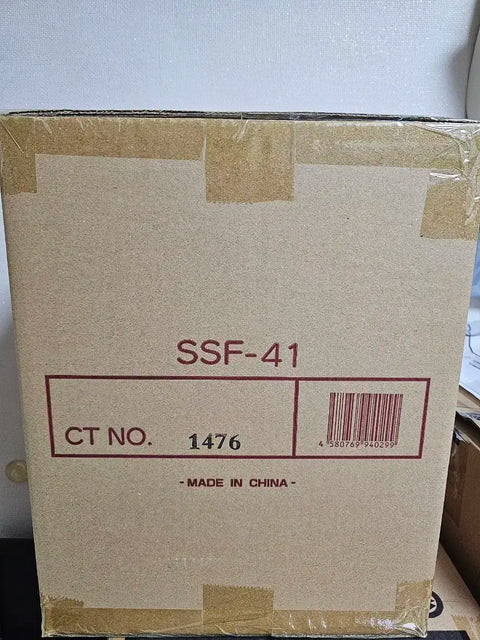 SSF-41
CT NO. 1476
4 580769 940299
- MADE IN CHINA -